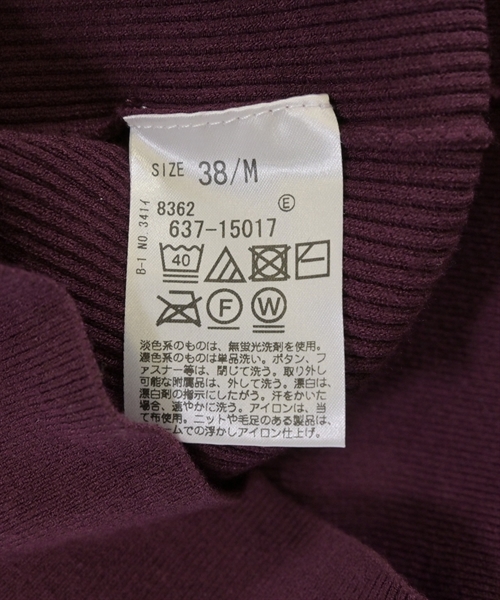 SIZE 38/M
8362 Ⓔ
637-15017
B-1 NO.3414
40
F W
淡色系のものは、無蛍光洗剤を使用。
濃色系のものは単品洗い。ボタン、フ
ァスナー等は、閉じて洗う。取り外し
可能な附属品は、外して洗う。漂白は、
漂白剤の指示にしたがう。汗をかいた
場合、速やかに洗う。アイロンは、当
て布使用。ニットや毛足のある製品は、
ームでの浮かしアイロン仕上げ。